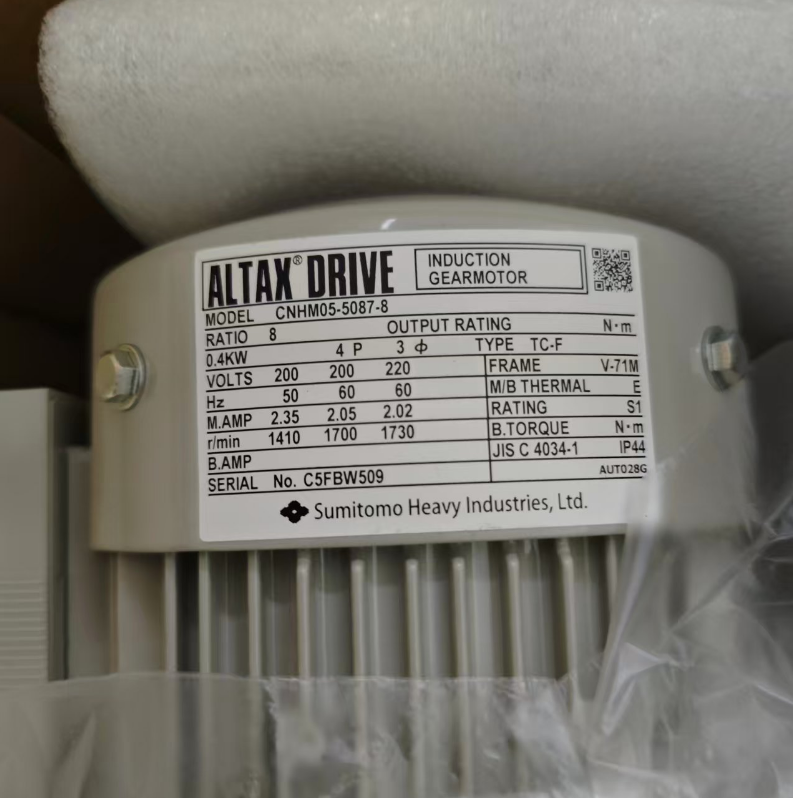 ALTAX® DRIVE INDUCTION GEARMOTOR
MODEL CNHM05-5087-8
RATIO 8 OUTPUT RATING N·m
0.4KW 4 P 3 ϕ TYPE TC-F
VOLTS 200 200 220 FRAME V-71M
Hz 50 60 60 M/B THERMAL E
M.AMP 2.35 2.05 2.02 RATING S1
r/min 1410 1700 1730 B.TORQUE N·m
B.AMP JIS C 4034-1 IP44
SERIAL No. C5FBW509 AUT028G
Sumitomo Heavy Industries, Ltd.